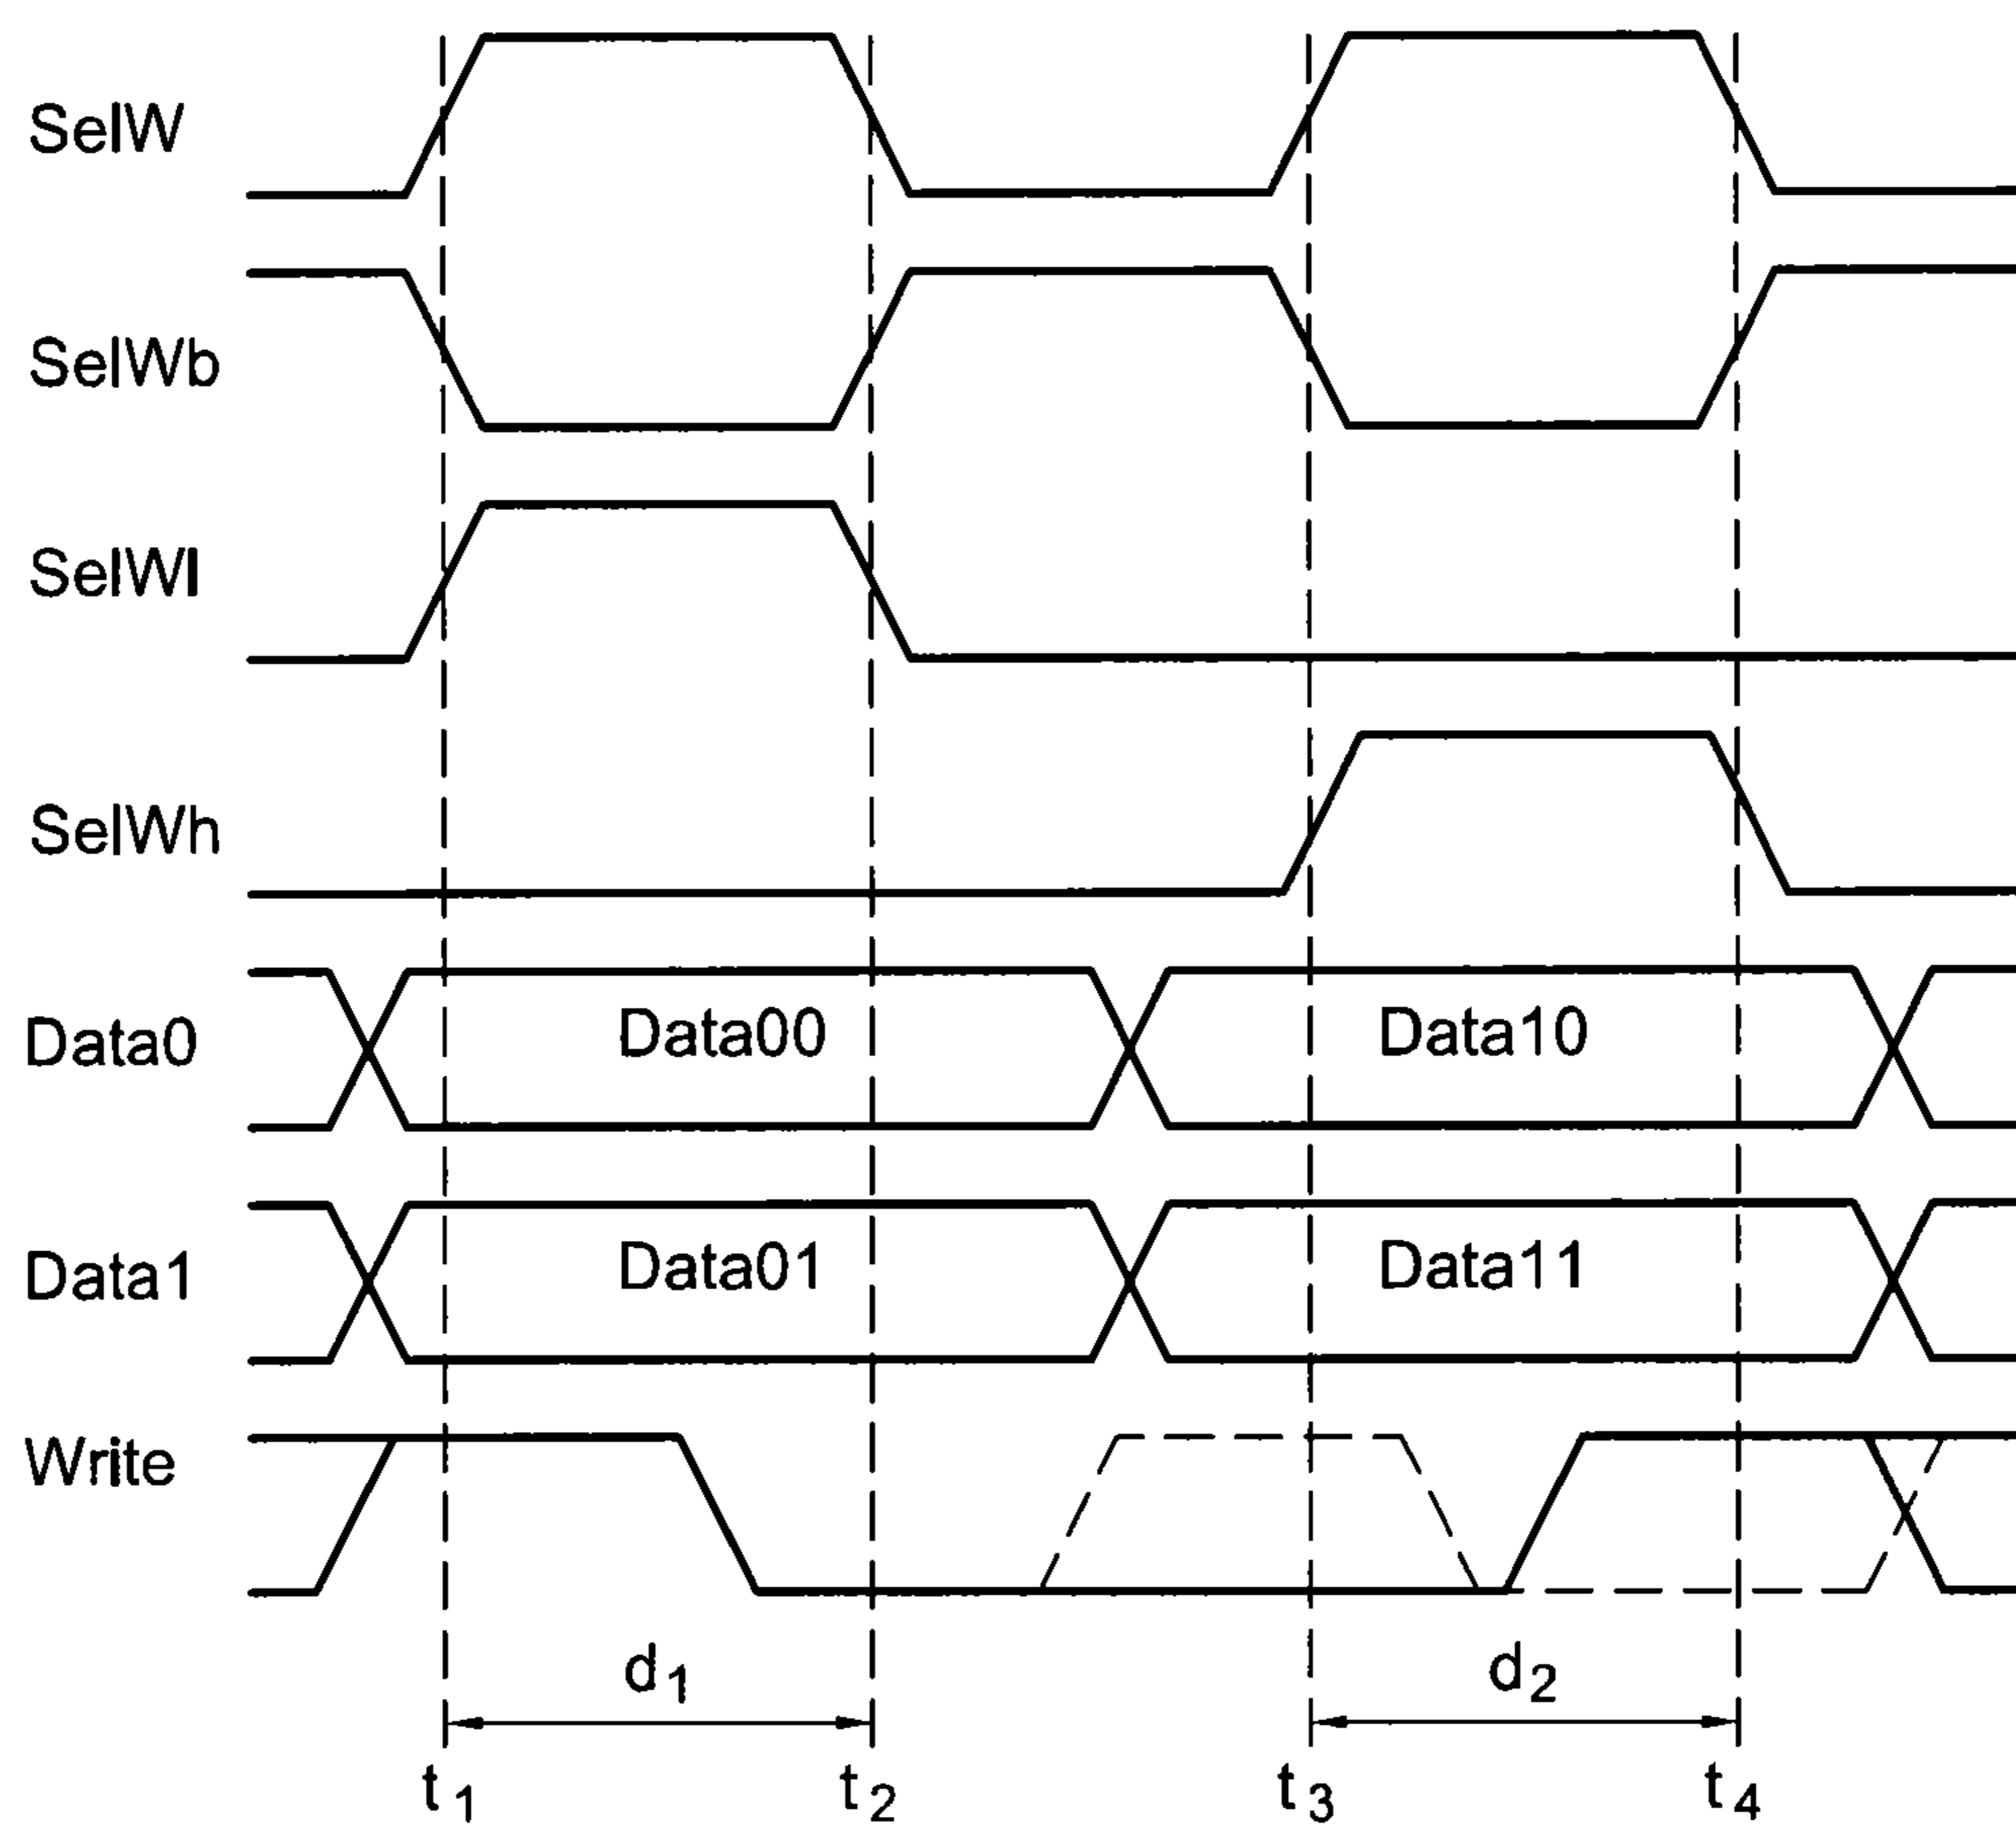 SelW
SelWb
SelWl
SelWh
Data0 Data00 Data10
Data1 Data01 Data11
Write
d1 d2
t1 t2 t3 t4